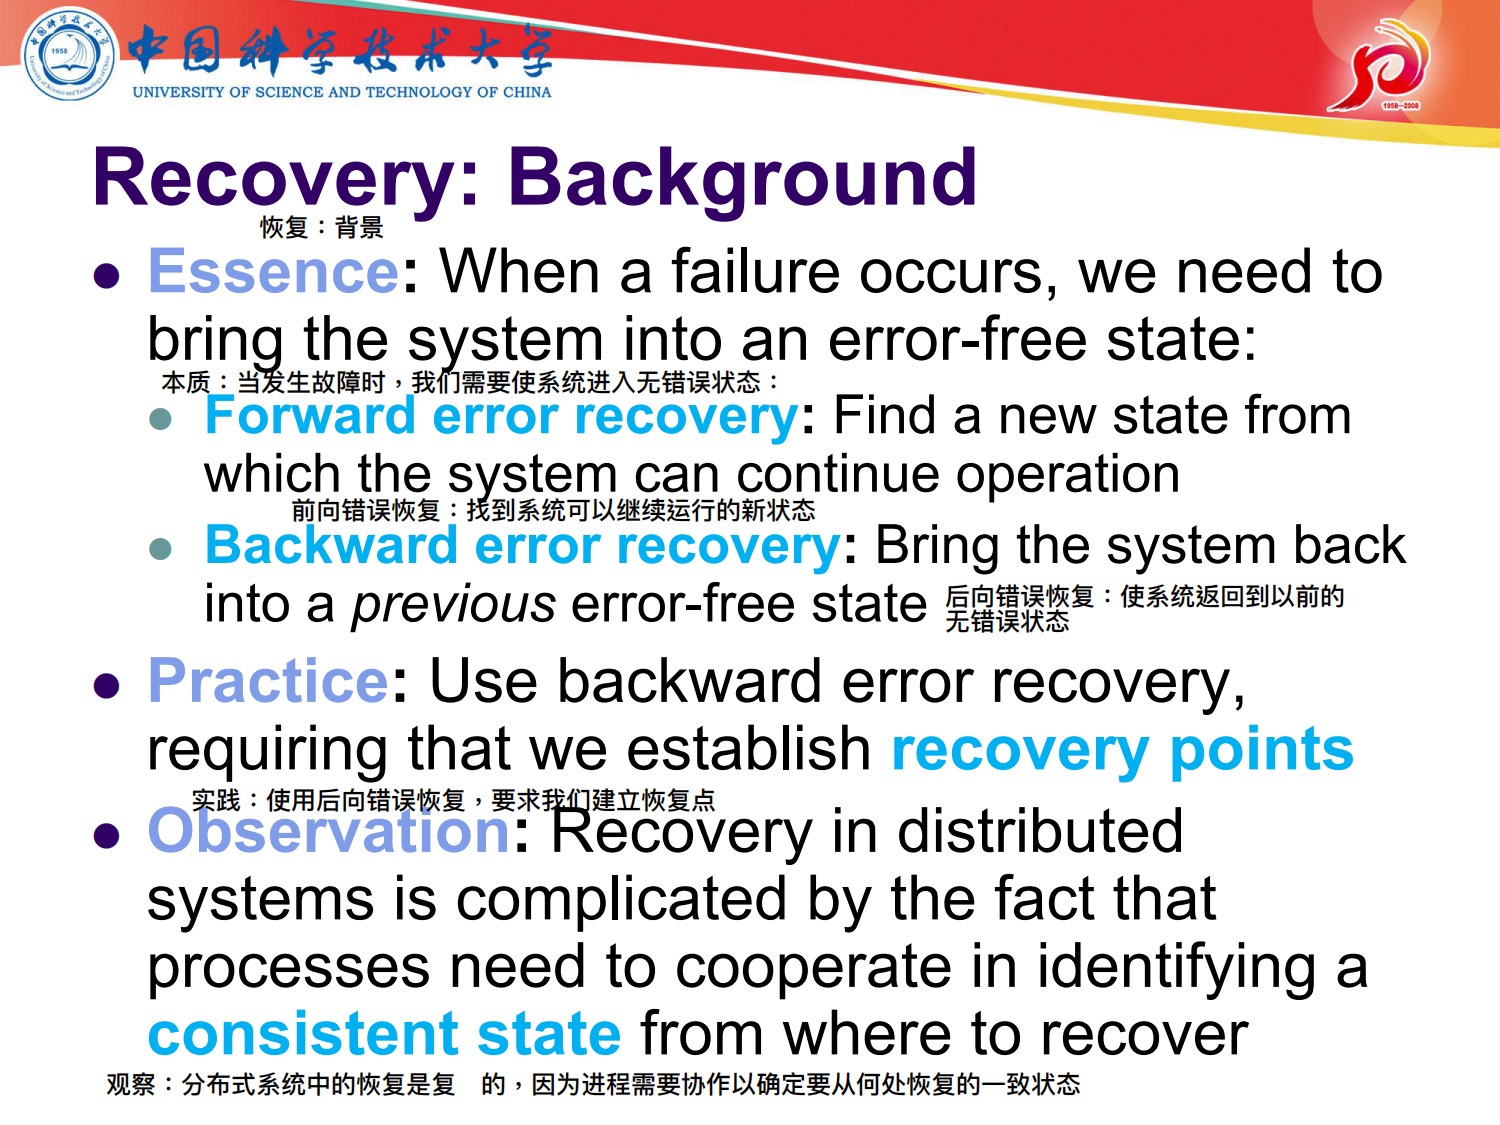 中国科学技术大学
UNIVERSITY OF SCIENCE AND TECHNOLOGY OF CHINA
1958
1958-2008
Recovery: Background
恢复：背景
Essence: When a failure occurs, we need to
bring the system into an error-free state:
本质：当发生故障时，我们需要使系统进入无错误状态：
Forward error recovery: Find a new state from
which the system can continue operation
前向错误恢复：找到系统可以继续运行的新状态
Backward error recovery: Bring the system back
into a previous error-free state
后向错误恢复：使系统返回到以前的
无错误状态
Practice: Use backward error recovery,
requiring that we establish recovery points
实践：使用后向错误恢复，要求我们建立恢复点
Observation: Recovery in distributed
systems is complicated by the fact that
processes need to cooperate in identifying a
consistent state from where to recover
观察：分布式系统中的恢复是复 的，因为进程需要协作以确定要从何处恢复的一致状态